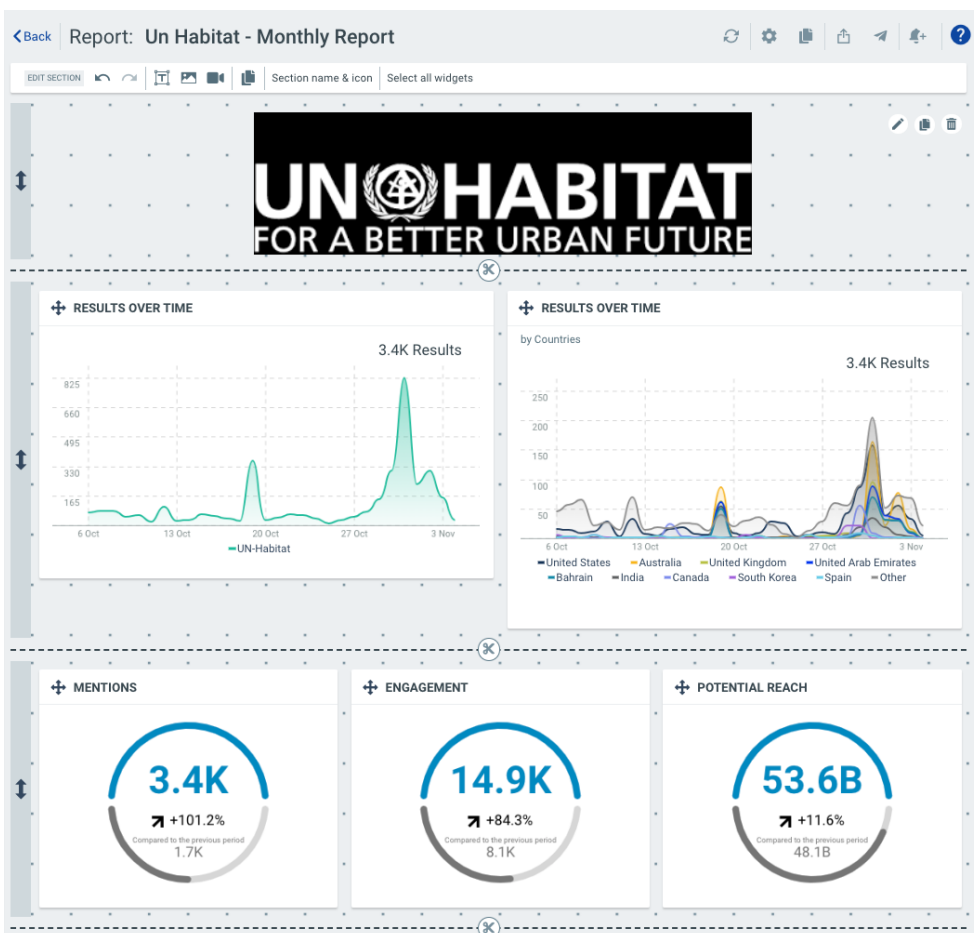 Back Report: Un Habitat - Monthly Report ?
EDIT SECTION T Section name & icon Select all widgets
UN HABITAT
FOR A BETTER URBAN FUTURE
RESULTS OVER TIME
3.4K Results
825
660
495
330
165
6 Oct 13 Oct 20 Oct 27 Oct 3 Nov
UN-Habitat
RESULTS OVER TIME
by Countries
3.4K Results
250
200
150
100
50
6 Oct 13 Oct 20 Oct 27 Oct 3 Nov
United States Australia United Kingdom United Arab Emirates
Bahrain India Canada South Korea Spain Other
MENTIONS
3.4K
+101.2%
Compared to the previous period
1.7K
ENGAGEMENT
14.9K
+84.3%
Compared to the previous period
8.1K
POTENTIAL REACH
53.6B
+11.6%
Compared to the previous period
48.1B